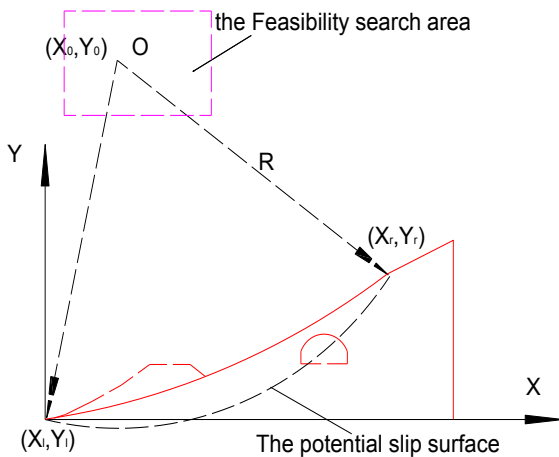 the Feasibility search area
(X₀,Y₀) O
Y
R
(Xᵣ,Yᵣ)
X
(Xₗ,Yₗ)
The potential slip surface